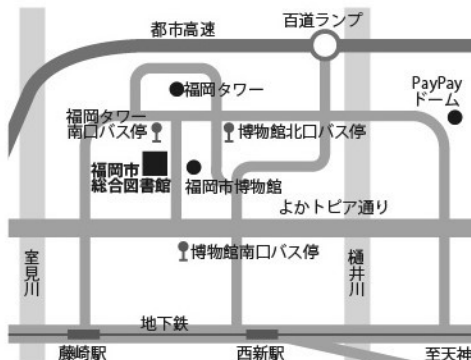 都市高速
百道ランプ
福岡タワー
PayPay
ドーム
福岡タワー
南口バス停
博物館北口バス停
福岡市
総合図書館
福岡市博物館
よかトピア通り
博物館南口バス停
室見川
樋井川
地下鉄
藤崎駅
西新駅
至天神